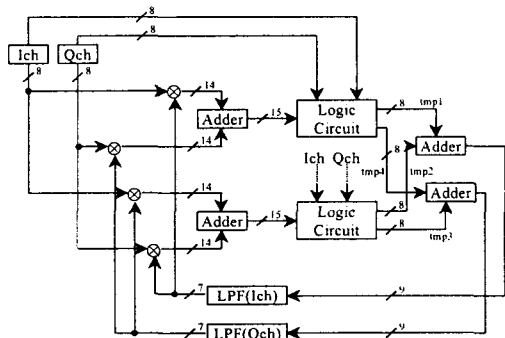 8
8
Ich
Qch
8
8
14
Adder
15
Logic
Circuit
8
tmp1
14
8
Adder
Ich Qch
tmp4
tmp2
14
Adder
15
Logic
Circuit
8
8
Adder
14
tmp3
7
LPF(Ich)
9
7
LPF(Qch)
9